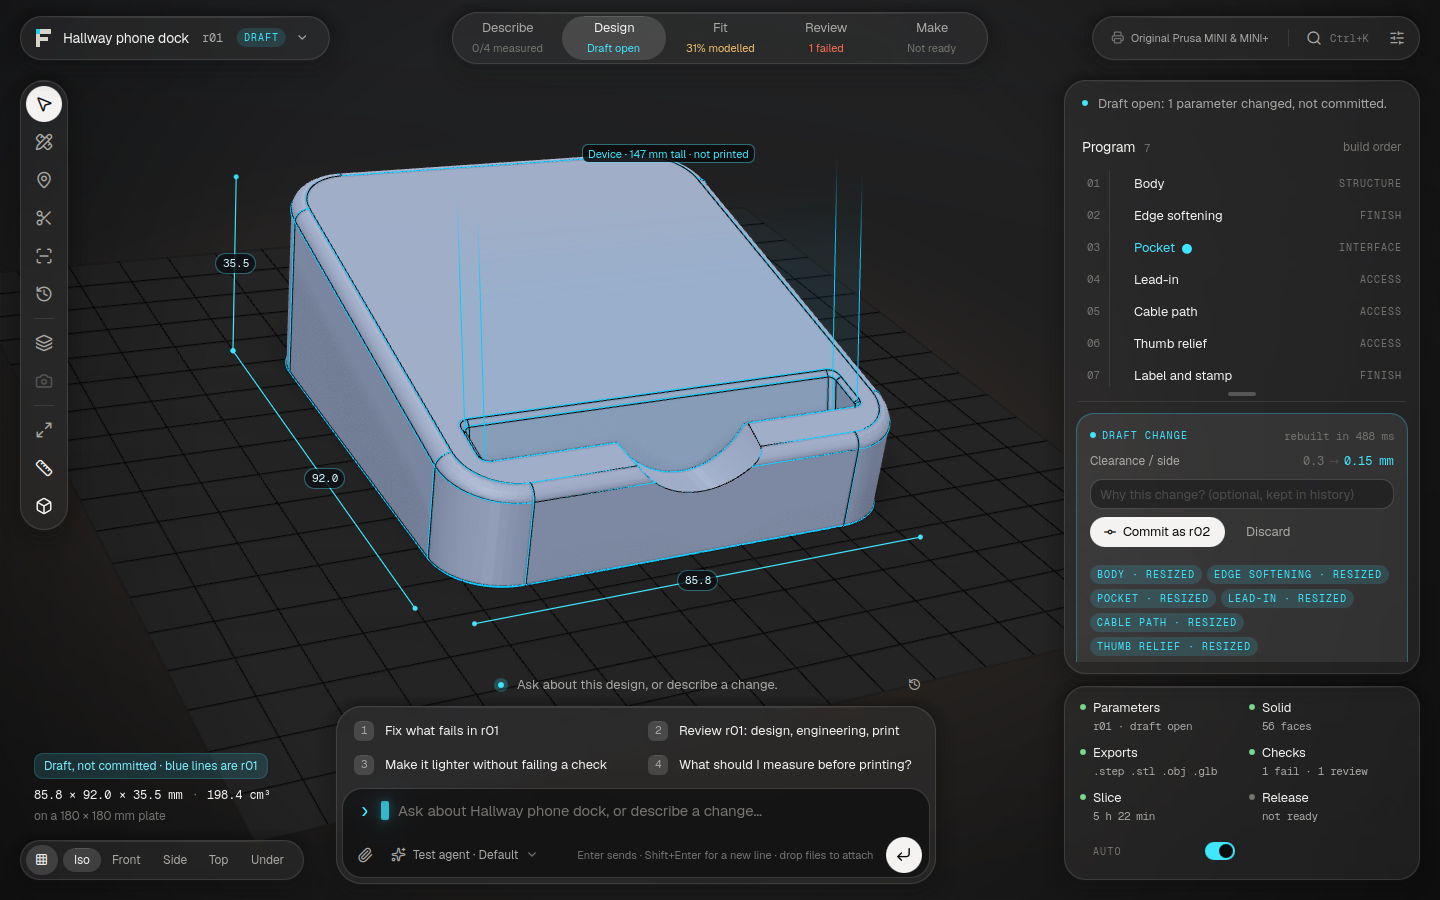 Hallway phone dock r01 DRAFT
Describe
0/4 measured
Design
Draft open
Fit
31% modelled
Review
1 failed
Make
Not ready
Original Prusa MINI & MINI+
Ctrl+K
Device · 147 mm tall · not printed
35.5
92.0
85.8
Draft open: 1 parameter changed, not committed.
Program 7 build order
01 Body STRUCTURE
02 Edge softening FINISH
03 Pocket INTERFACE
04 Lead-in ACCESS
05 Cable path ACCESS
06 Thumb relief ACCESS
07 Label and stamp FINISH
DRAFT CHANGE rebuilt in 488 ms
Clearance / side 0.3 → 0.15 mm
Why this change? (optional, kept in history)
Commit as r02 Discard
BODY · RESIZED EDGE SOFTENING · RESIZED
POCKET · RESIZED LEAD-IN · RESIZED
CABLE PATH · RESIZED
THUMB RELIEF · RESIZED
Parameters
r01 · draft open
Solid
56 faces
Exports
.step .stl .obj .glb
Checks
1 fail · 1 review
Slice
5 h 22 min
Release
not ready
AUTO
Ask about this design, or describe a change.
1 Fix what fails in r01
2 Review r01: design, engineering, print
3 Make it lighter without failing a check
4 What should I measure before printing?
Ask about Hallway phone dock, or describe a change...
Test agent · Default
Enter sends · Shift+Enter for a new line · drop files to attach
Draft, not committed · blue lines are r01
85.8 × 92.0 × 35.5 mm · 198.4 cm³
on a 180 × 180 mm plate
Iso Front Side Top Under